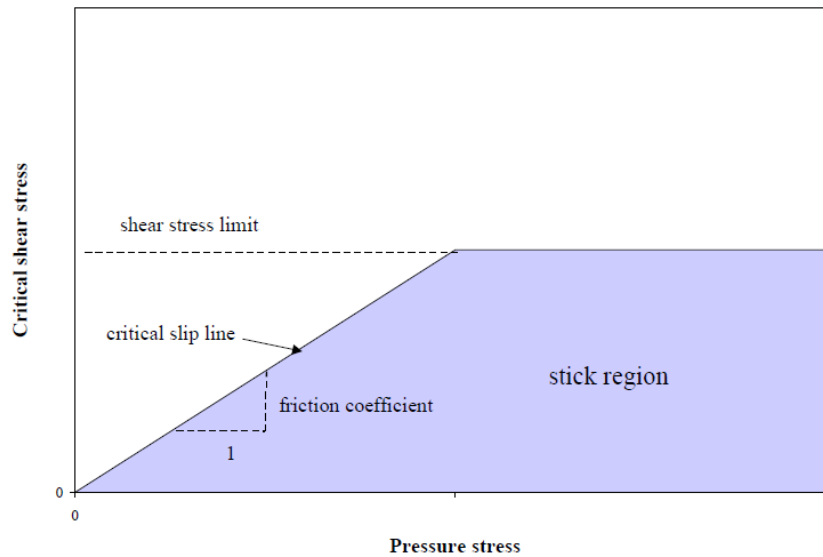 Critical shear stress
shear stress limit
critical slip line
stick region
friction coefficient
1
0
0
Pressure stress